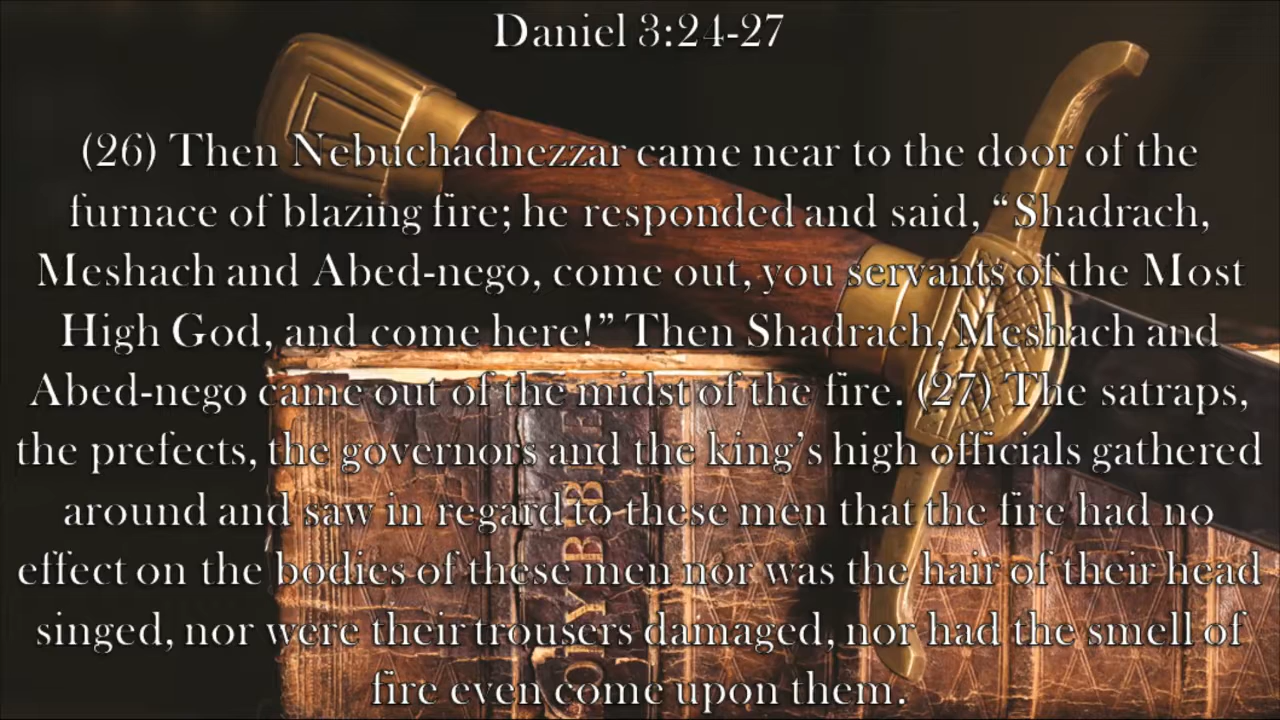 Daniel 3:24-27
(26) Then Nebuchadnezzar came near to the door of the
furnace of blazing fire; he responded and said, “Shadrach,
Meshach and Abed-nego, come out, you servants of the Most
High God, and come here!” Then Shadrach, Meshach and
Abed-nego came out of the midst of the fire. (27) The satraps,
the prefects, the governors and the king’s high officials gathered
around and saw in regard to these men that the fire had no
effect on the bodies of these men nor was the hair of their head
singed, nor were their trousers damaged, nor had the smell of
fire even come upon them.
HOLY BIBLE